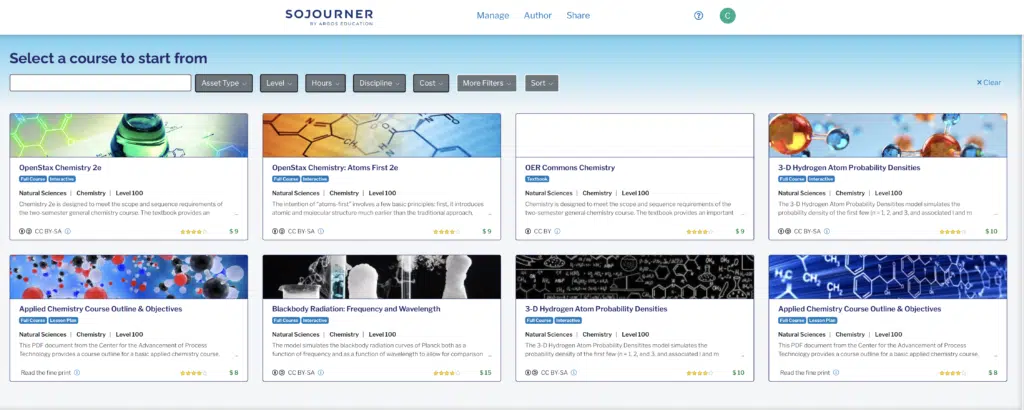 SOJOURNER
BY ARGOS EDUCATION
Manage Author Share
C
Select a course to start from
Asset Type Level Hours Discipline Cost More Filters Sort
× Clear
OpenStax Chemistry 2e
Full Course Interactive
Natural Sciences | Chemistry | Level 100
Chemistry 2e is designed to meet the scope and sequence requirements of
the two-semester general chemistry course. The textbook provides an ...
CC BY-SA
$ 9
OpenStax Chemistry: Atoms First 2e
Full Course Interactive
Natural Sciences | Chemistry | Level 100
The intention of "atoms-first" involves a few basic principles: first, it introduces
atomic and molecular structure much earlier than the traditional approach, ...
CC BY-SA
$ 9
OER Commons Chemistry
Textbook
Natural Sciences | Chemistry | Level 100
Chemistry is designed to meet the scope and sequence requirements of the
two-semester general chemistry course. The textbook provides an important ...
CC BY
$ 9
3-D Hydrogen Atom Probability Densities
Full Course Interactive
Natural Sciences | Chemistry | Level 100
The 3-D Hydrogen Atom Probability Densities model simulates the
probability density of the first few (n = 1, 2, and 3, and associated l and m ...
CC BY-SA
$ 10
Applied Chemistry Course Outline & Objectives
Full Course Lesson Plan
Natural Sciences | Chemistry | Level 100
This PDF document from the Center for the Advancement of Process
Technology provides a course outline for a basic applied chemistry course. ...
Read the fine print
$ 8
Blackbody Radiation: Frequency and Wavelength
Full Course Interactive
Natural Sciences | Chemistry | Level 100
The model simulates the blackbody radiation curves of Planck both as a
function of frequency and as a function of wavelength to allow for comparison ...
CC BY-SA
$ 15
3-D Hydrogen Atom Probability Densities
Full Course Interactive
Natural Sciences | Chemistry | Level 100
The 3-D Hydrogen Atom Probability Densities model simulates the
probability density of the first few (n = 1, 2, and 3, and associated l and m ...
CC BY-SA
$ 10
Applied Chemistry Course Outline & Objectives
Full Course Lesson Plan
Natural Sciences | Chemistry | Level 100
This PDF document from the Center for the Advancement of Process
Technology provides a course outline for a basic applied chemistry course. ...
Read the fine print
$ 8